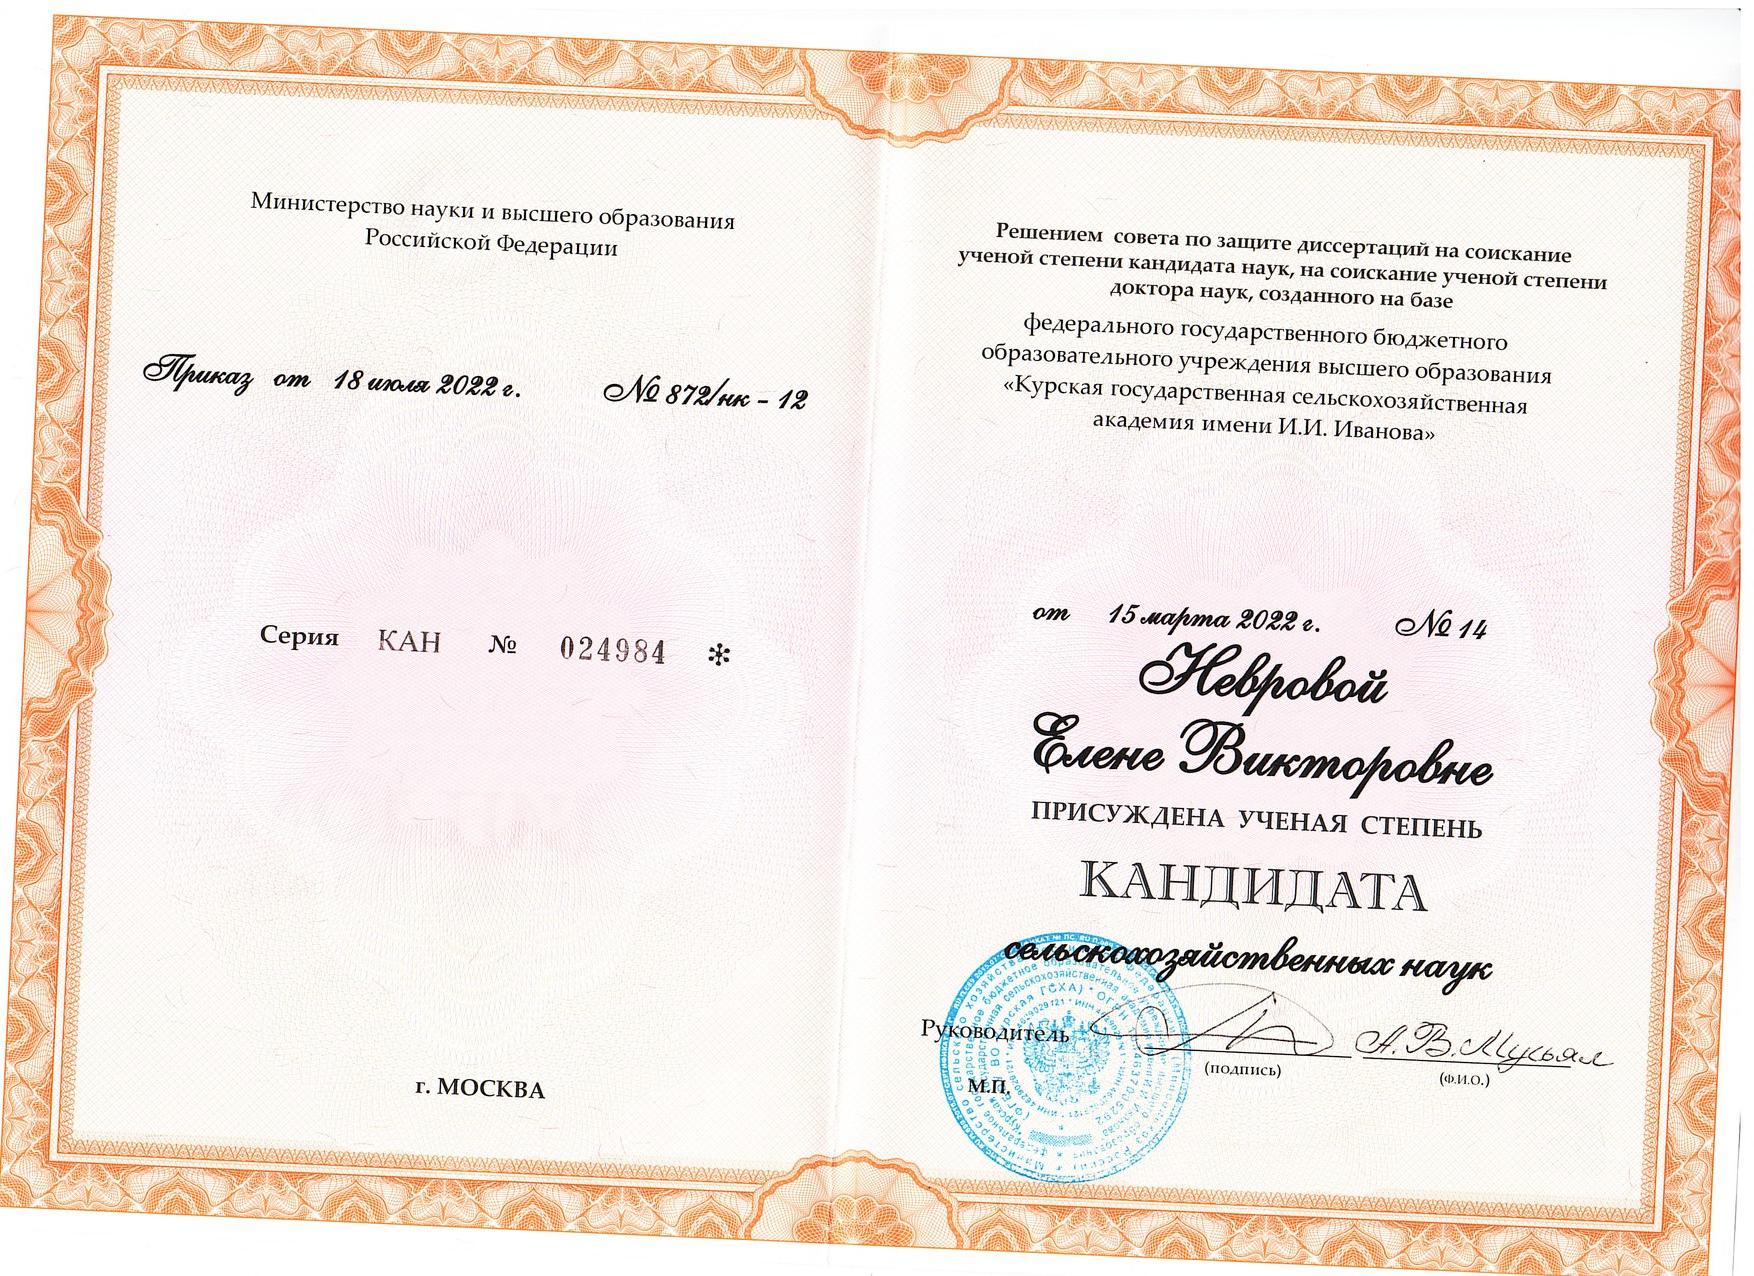 Министерство науки и высшего образования
Российской Федерации
Приказ от 18 июля 2022 г. № 872/нк - 12
Серия КАН № 024984 *
г. МОСКВА
Решением совета по защите диссертаций на соискание
ученой степени кандидата наук, на соискание ученой степени
доктора наук, созданного на базе
федерального государственного бюджетного
образовательного учреждения высшего образования
«Курская государственная сельскохозяйственная
академия имени И.И. Иванова»
от 15 марта 2022 г. № 14
Невровой
Елене Викторовне
ПРИСУЖДЕНА УЧЕНАЯ СТЕПЕНЬ
КАНДИДАТА
сельскохозяйственных наук
Руководитель
(подпись)
(Ф.И.О.)
М.П.